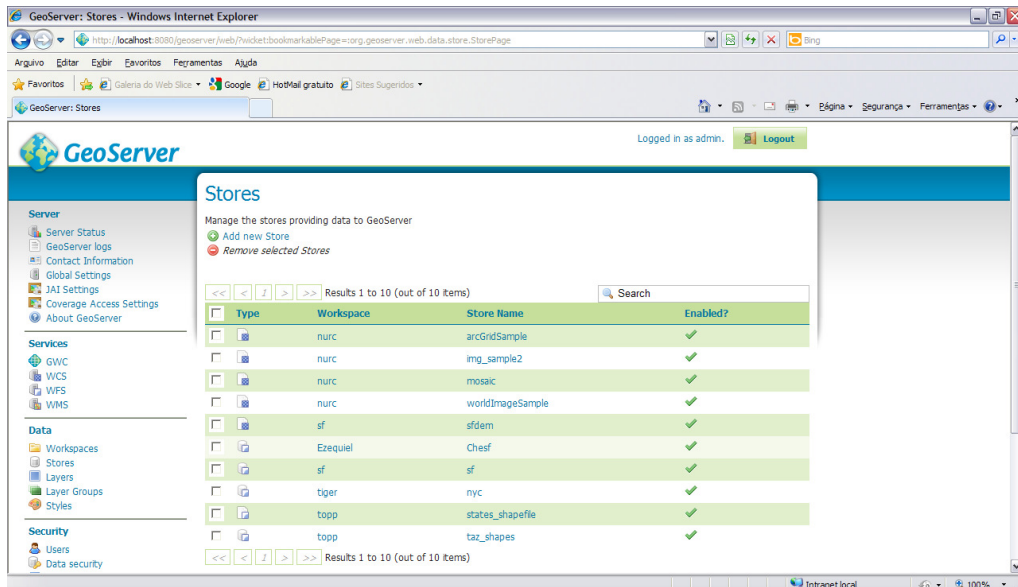 GeoServer: Stores - Windows Internet Explorer
http://localhost:8080/geoserver/web/?wicket:bookmarkablePage=:org.geoserver.web.data.store.StorePage
Bing
Arquivo Editar Exibir Favoritos Ferramentas Ajuda
Favoritos Galeria do Web Slice Google HotMail gratuito Sites Sugeridos
GeoServer: Stores
Página Segurança Ferramentas
GeoServer
Logged in as admin. Logout
Stores
Manage the stores providing data to GeoServer
Add new Store
Remove selected Stores
Server
Server Status
GeoServer logs
Contact Information
Global Settings
JAI Settings
Coverage Access Settings
About GeoServer
Services
GWC
WCS
WFS
WMS
Data
Workspaces
Stores
Layers
Layer Groups
Styles
Security
Users
Data security
<< < 1 > >> Results 1 to 10 (out of 10 items) Search
Type Workspace Store Name Enabled?
nurc arcGridSample
nurc img_sample2
nurc mosaic
nurc worldImageSample
sf sfdem
Ezequiel Chesf
sf sf
tiger nyc
topp states_shapefile
topp taz_shapes
<< < 1 > >> Results 1 to 10 (out of 10 items)
Intranet local 100%